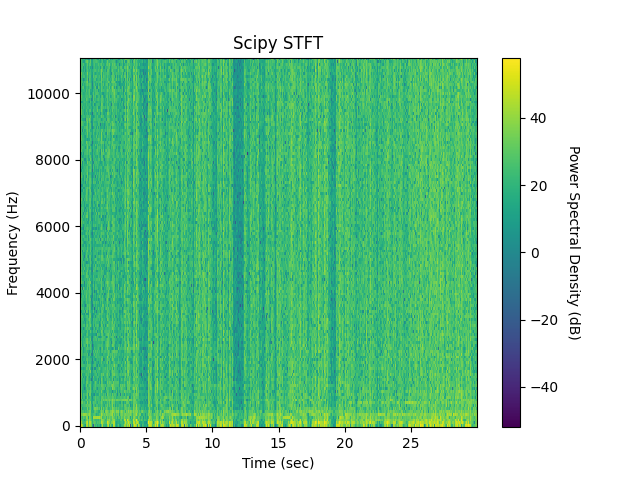 Scipy STFT
10000
8000
6000
4000
2000
0
Frequency (Hz)
0 5 10 15 20 25
Time (sec)
40
20
0
−20
−40
Power Spectral Density (dB)